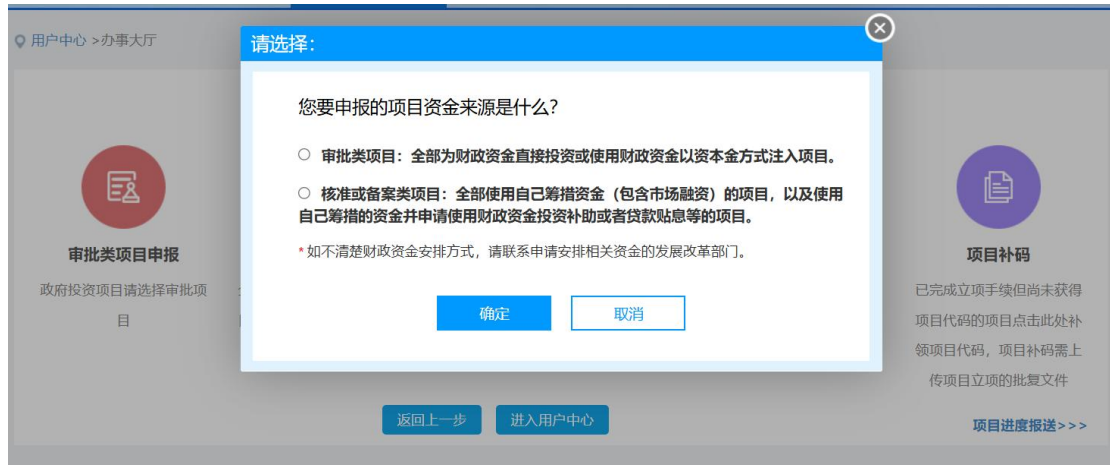 用户中心 >办事大厅
请选择：
您要申报的项目资金来源是什么？
审批类项目：全部为财政资金直接投资或使用财政资金以资本金方式注入项目。
核准或备案类项目：全部使用自己筹措资金（包含市场融资）的项目，以及使用
自己筹措的资金并申请使用财政资金投资补助或者贷款贴息等的项目。
*如不清楚财政资金安排方式，请联系申请安排相关资金的发展改革部门。
确定
取消
审批类项目申报
政府投资项目请选择审批项
目
项目补码
已完成立项手续但尚未获得
项目代码的项目点击此处补
领项目代码，项目补码需上
传项目立项的批复文件
返回上一步
进入用户中心
项目进度报送>>>